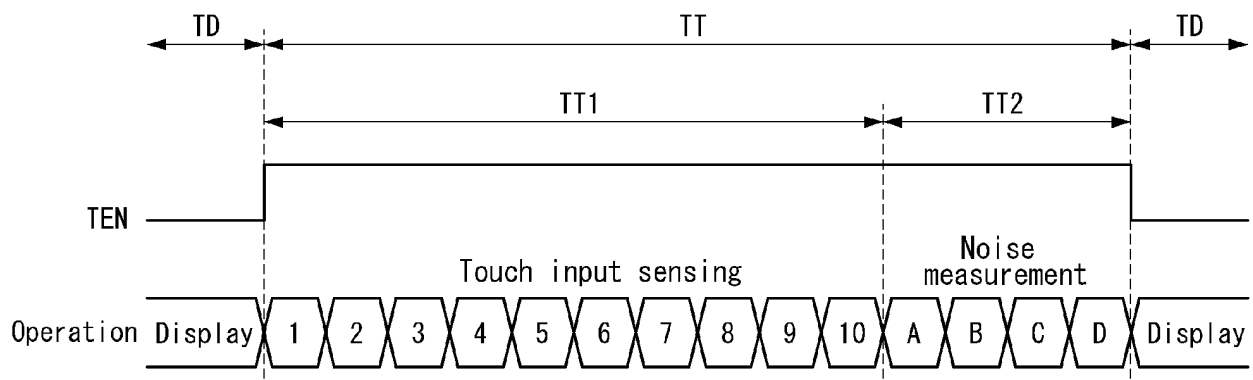 TD TT TD
TT1 TT2
TEN
Touch input sensing
Noise
measurement
Operation Display 1 2 3 4 5 6 7 8 9 10 A B C D Display